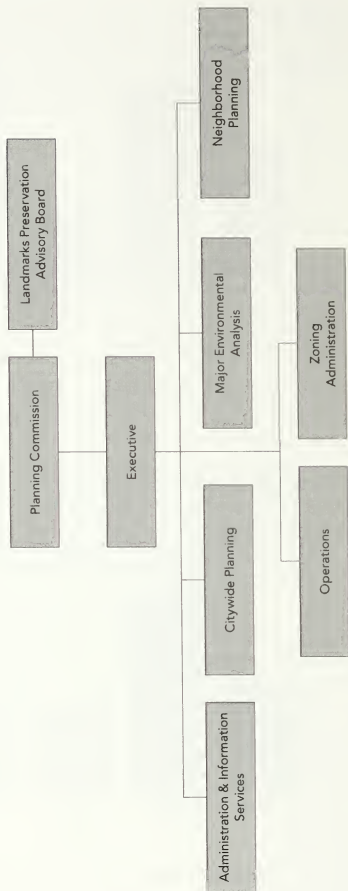 Planning Commission
Landmarks Preservation
Advisory Board
Executive
Administration & Information
Services
Citywide Planning
Major Environmental
Analysis
Neighborhood
Planning
Operations
Zoning
Administration